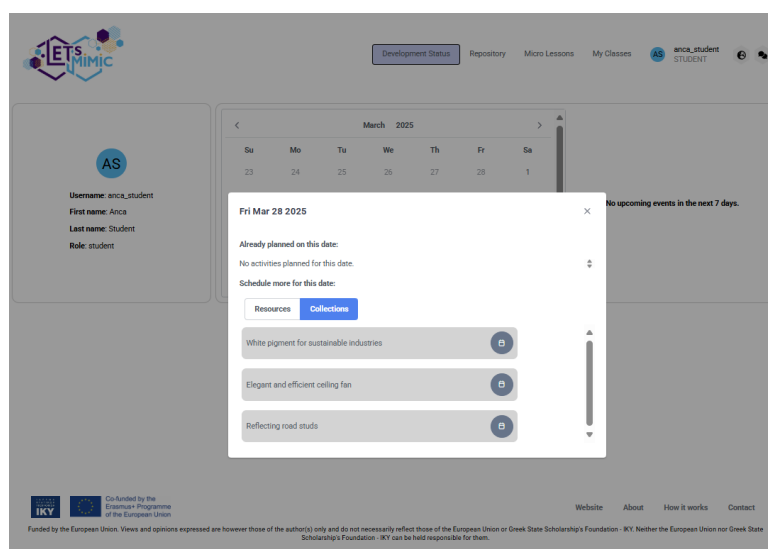 LETS
MIMIC
Development Status
Repository
Micro Lessons
My Classes
AS
anca_student
STUDENT
AS
Username: anca_student
First name: Anca
Last name: Student
Role: student
March 2025
Su Mo Tu We Th Fr Sa
23 24 25 26 27 28 1
No upcoming events in the next 7 days.
Fri Mar 28 2025
Already planned on this date:
No activities planned for this date.
Schedule more for this date:
Resources
Collections
White pigment for sustainable industries
Elegant and efficient ceiling fan
Reflecting road studs
IKY
Co-funded by the
Erasmus+ Programme
of the European Union
Website
About
How it works
Contact
Funded by the European Union. Views and opinions expressed are however those of the author(s) only and do not necessarily reflect those of the European Union or Greek State Scholarship's Foundation - IKY. Neither the European Union nor Greek State
Scholarship's Foundation - IKY can be held responsible for them.